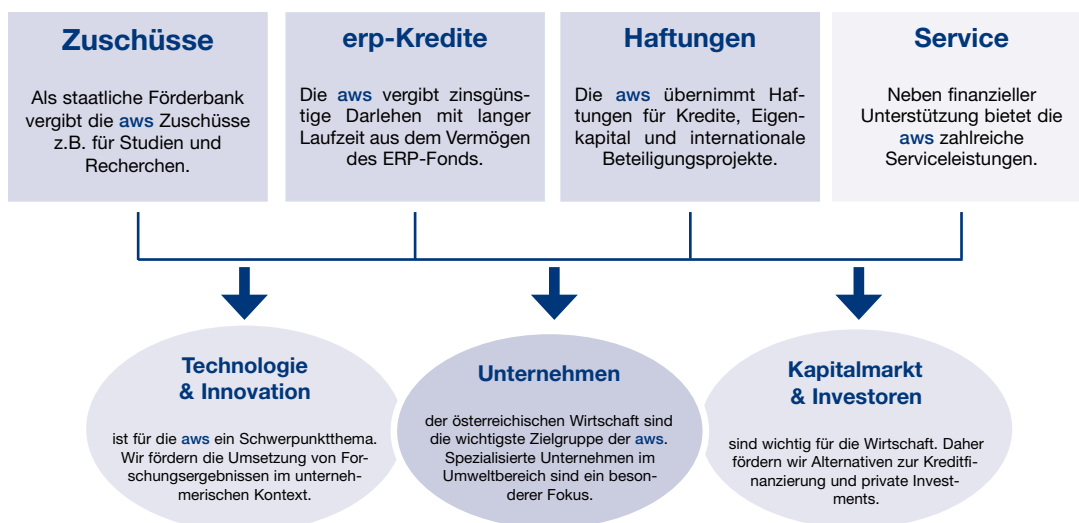 Zuschüsse
Als staatliche Förderbank
vergibt die aws Zuschüsse
z.B. für Studien und
Recherchen.
erp-Kredite
Die aws vergibt zinsgüns-
tige Darlehen mit langer
Laufzeit aus dem Vermögen
des ERP-Fonds.
Haftungen
Die aws übernimmt Haf-
tungen für Kredite, Eigen-
kapital und internationale
Beteiligungsprojekte.
Service
Neben finanzieller
Unterstützung bietet die
aws zahlreiche
Serviceleistungen.
Technologie
& Innovation
ist für die aws ein Schwerpunktthema.
Wir fördern die Umsetzung von For-
schungsergebnissen im unterneh-
merischen Kontext.
Unternehmen
der österreichischen Wirtschaft sind
die wichtigste Zielgruppe der aws.
Spezialisierte Unternehmen im
Umweltbereich sind ein beson-
derer Fokus.
Kapitalmarkt
& Investoren
sind wichtig für die Wirtschaft. Daher
fördern wir Alternativen zur Kreditfi-
nanzierung und private Invest-
ments.